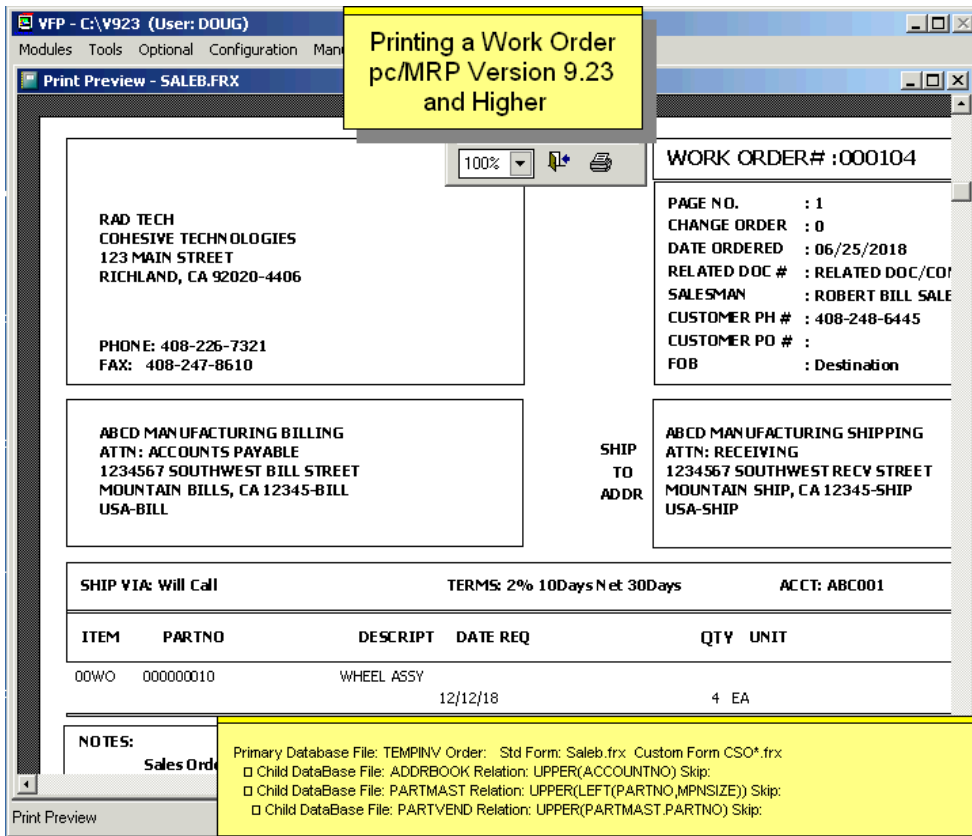 VFP - C:\V923 (User: DOUG)
Modules Tools Optional Configuration
Printing a Work Order
pc/MRP Version 9.23
and Higher
Print Preview - SALEB.FRX
100%
WORK ORDER# :000104
RAD TECH
COHESIVE TECHNOLOGIES
123 MAIN STREET
RICHLAND, CA 92020-4406
PHONE: 408-226-7321
FAX: 408-247-8610
PAGE NO. : 1
CHANGE ORDER : 0
DATE ORDERED : 06/25/2018
RELATED DOC # : RELATED DOC/CO
SALESMAN : ROBERT BILL SALE
CUSTOMER PH # : 408-248-6445
CUSTOMER PO # :
FOB : Destination
ABCD MANUFACTURING BILLING
ATTN: ACCOUNTS PAYABLE
1234567 SOUTHWEST BILL STREET
MOUNTAIN BILLS, CA 12345-BILL
USA-BILL
SHIP
TO
ADDR
ABCD MANUFACTURING SHIPPING
ATTN: RECEIVING
1234567 SOUTHWEST RECV STREET
MOUNTAIN SHIP, CA 12345-SHIP
USA-SHIP
SHIP VIA: Will Call TERMS: 2% 10Days Net 30Days ACCT: ABC001
ITEM PARTNO DESCRIPT DATE REQ QTY UNIT
00WO 000000010 WHEEL ASSY
12/12/18 4 EA
NOTES:
Sales Ord
Primary Database File: TEMPINV Order: Std Form: Saleb.frx Custom Form CSO*.frx
Child DataBase File: ADDRBOOK Relation: UPPER(ACCOUNTNO) Skip:
Child DataBase File: PARTMAST Relation: UPPER(LEFT(PARTNO,MPNSIZE)) Skip:
Child DataBase File: PARTVEND Relation: UPPER(PARTMAST.PARTNO) Skip:
Print Preview